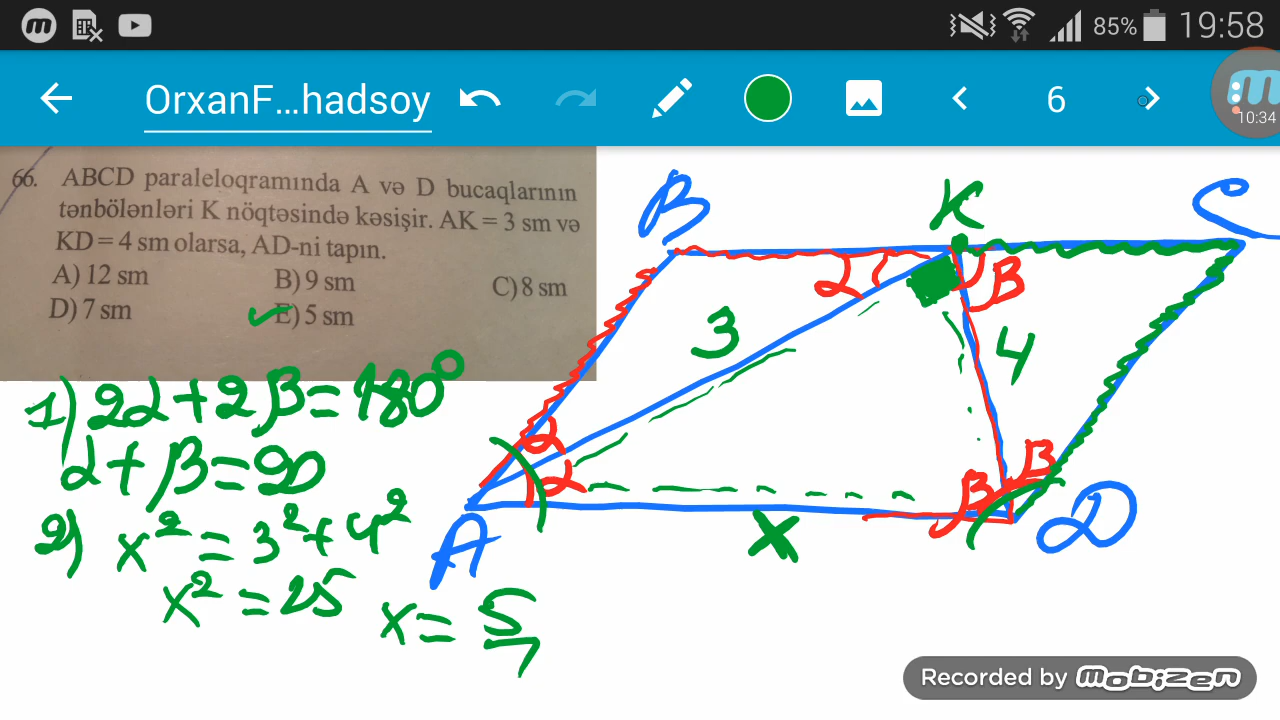 85% 19:58
OrxanF...hadsoy 6
10:34
66. ABCD paraleloqramında A və D bucaqlarının
tənbölənləri K nöqtəsində kəsişir. AK = 3 sm və
KD = 4 sm olarsa, AD-ni tapın.
A) 12 sm B) 9 sm C) 8 sm
D) 7 sm E) 5 sm
B K C
α β
3 4
α α β β
A x D
1) 2α + 2β = 180°
α + β = 90
2) x² = 3² + 4²
x² = 25 x = 5
Recorded by mobizen